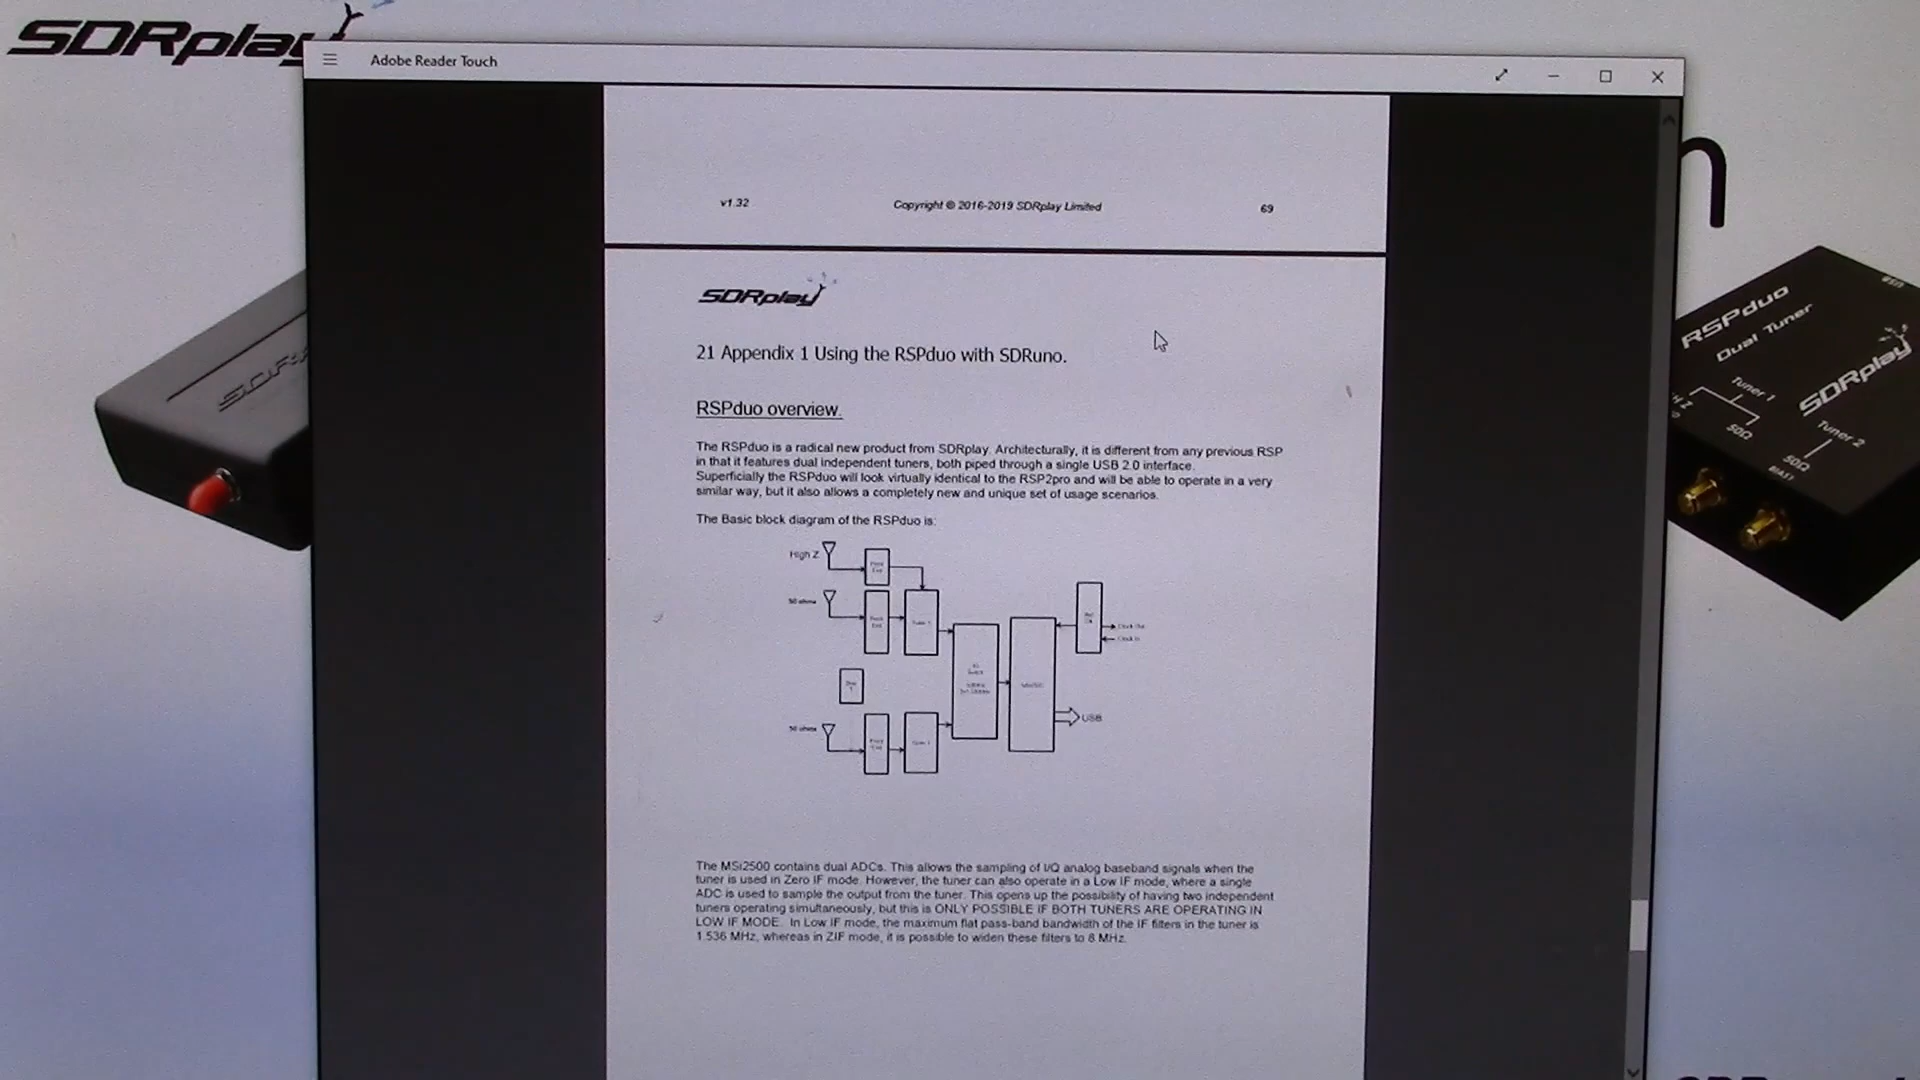 SDRplay
Adobe Reader Touch
v1.32 Copyright © 2016-2019 SDRplay Limited 69
SDRplay
21 Appendix 1 Using the RSPduo with SDRuno.
RSPduo overview.
The RSPduo is a radical new product from SDRplay. Architecturally, it is different from any previous RSP
in that it features dual independent tuners, both piped through a single USB 2.0 interface.
Superficially the RSPduo will look virtually identical to the RSP2pro and will be able to operate in a very
similar way, but it also allows a completely new and unique set of usage scenarios.
The Basic block diagram of the RSPduo is:
High Z
50 ohms
Clock Out
Clock In
USB
50 ohms
The MSi2500 contains dual ADCs. This allows the sampling of I/Q analog baseband signals when the
tuner is used in Zero IF mode. However, the tuner can also operate in a Low IF mode, where a single
ADC is used to sample the output from the tuner. This opens up the possibility of having two independent
tuners operating simultaneously, but this is ONLY POSSIBLE IF BOTH TUNERS ARE OPERATING IN
LOW IF MODE. In Low IF mode, the maximum flat pass-band bandwidth of the IF filters in the tuner is
1.536 MHz, whereas in ZIF mode, it is possible to widen these filters to 8 MHz.
RSPduo
Dual Tuner
SDRplay
Tuner 1
50Ω
Tuner 2
50Ω
USB